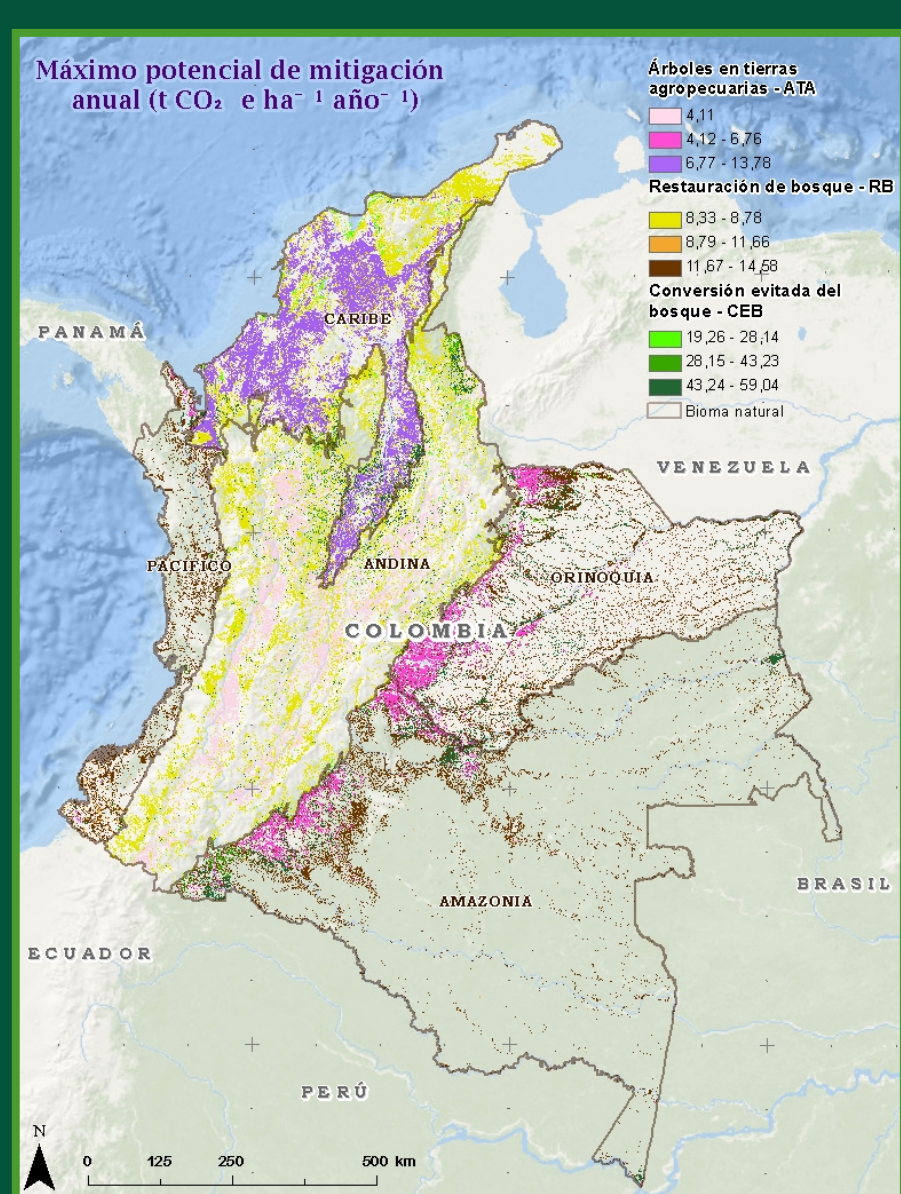 Máximo potencial de mitigación
anual (t CO₂ e ha⁻ ¹ año⁻ ¹)
Árboles en tierras
agropecuarias - ATA
4,11
4,12 - 6,76
6,77 - 13,78
Restauración de bosque - RB
8,33 - 8,78
8,79 - 11,66
11,67 - 14,58
Conversión evitada del
bosque - CEB
19,26 - 28,14
28,15 - 43,23
43,24 - 59,04
Bioma natural
PANAMÁ
CARIBE
VENEZUELA
PACÍFICO
ANDINA
ORINOQUIA
COLOMBIA
BRASIL
AMAZONIA
ECUADOR
PERÚ
N
0 125 250 500 km